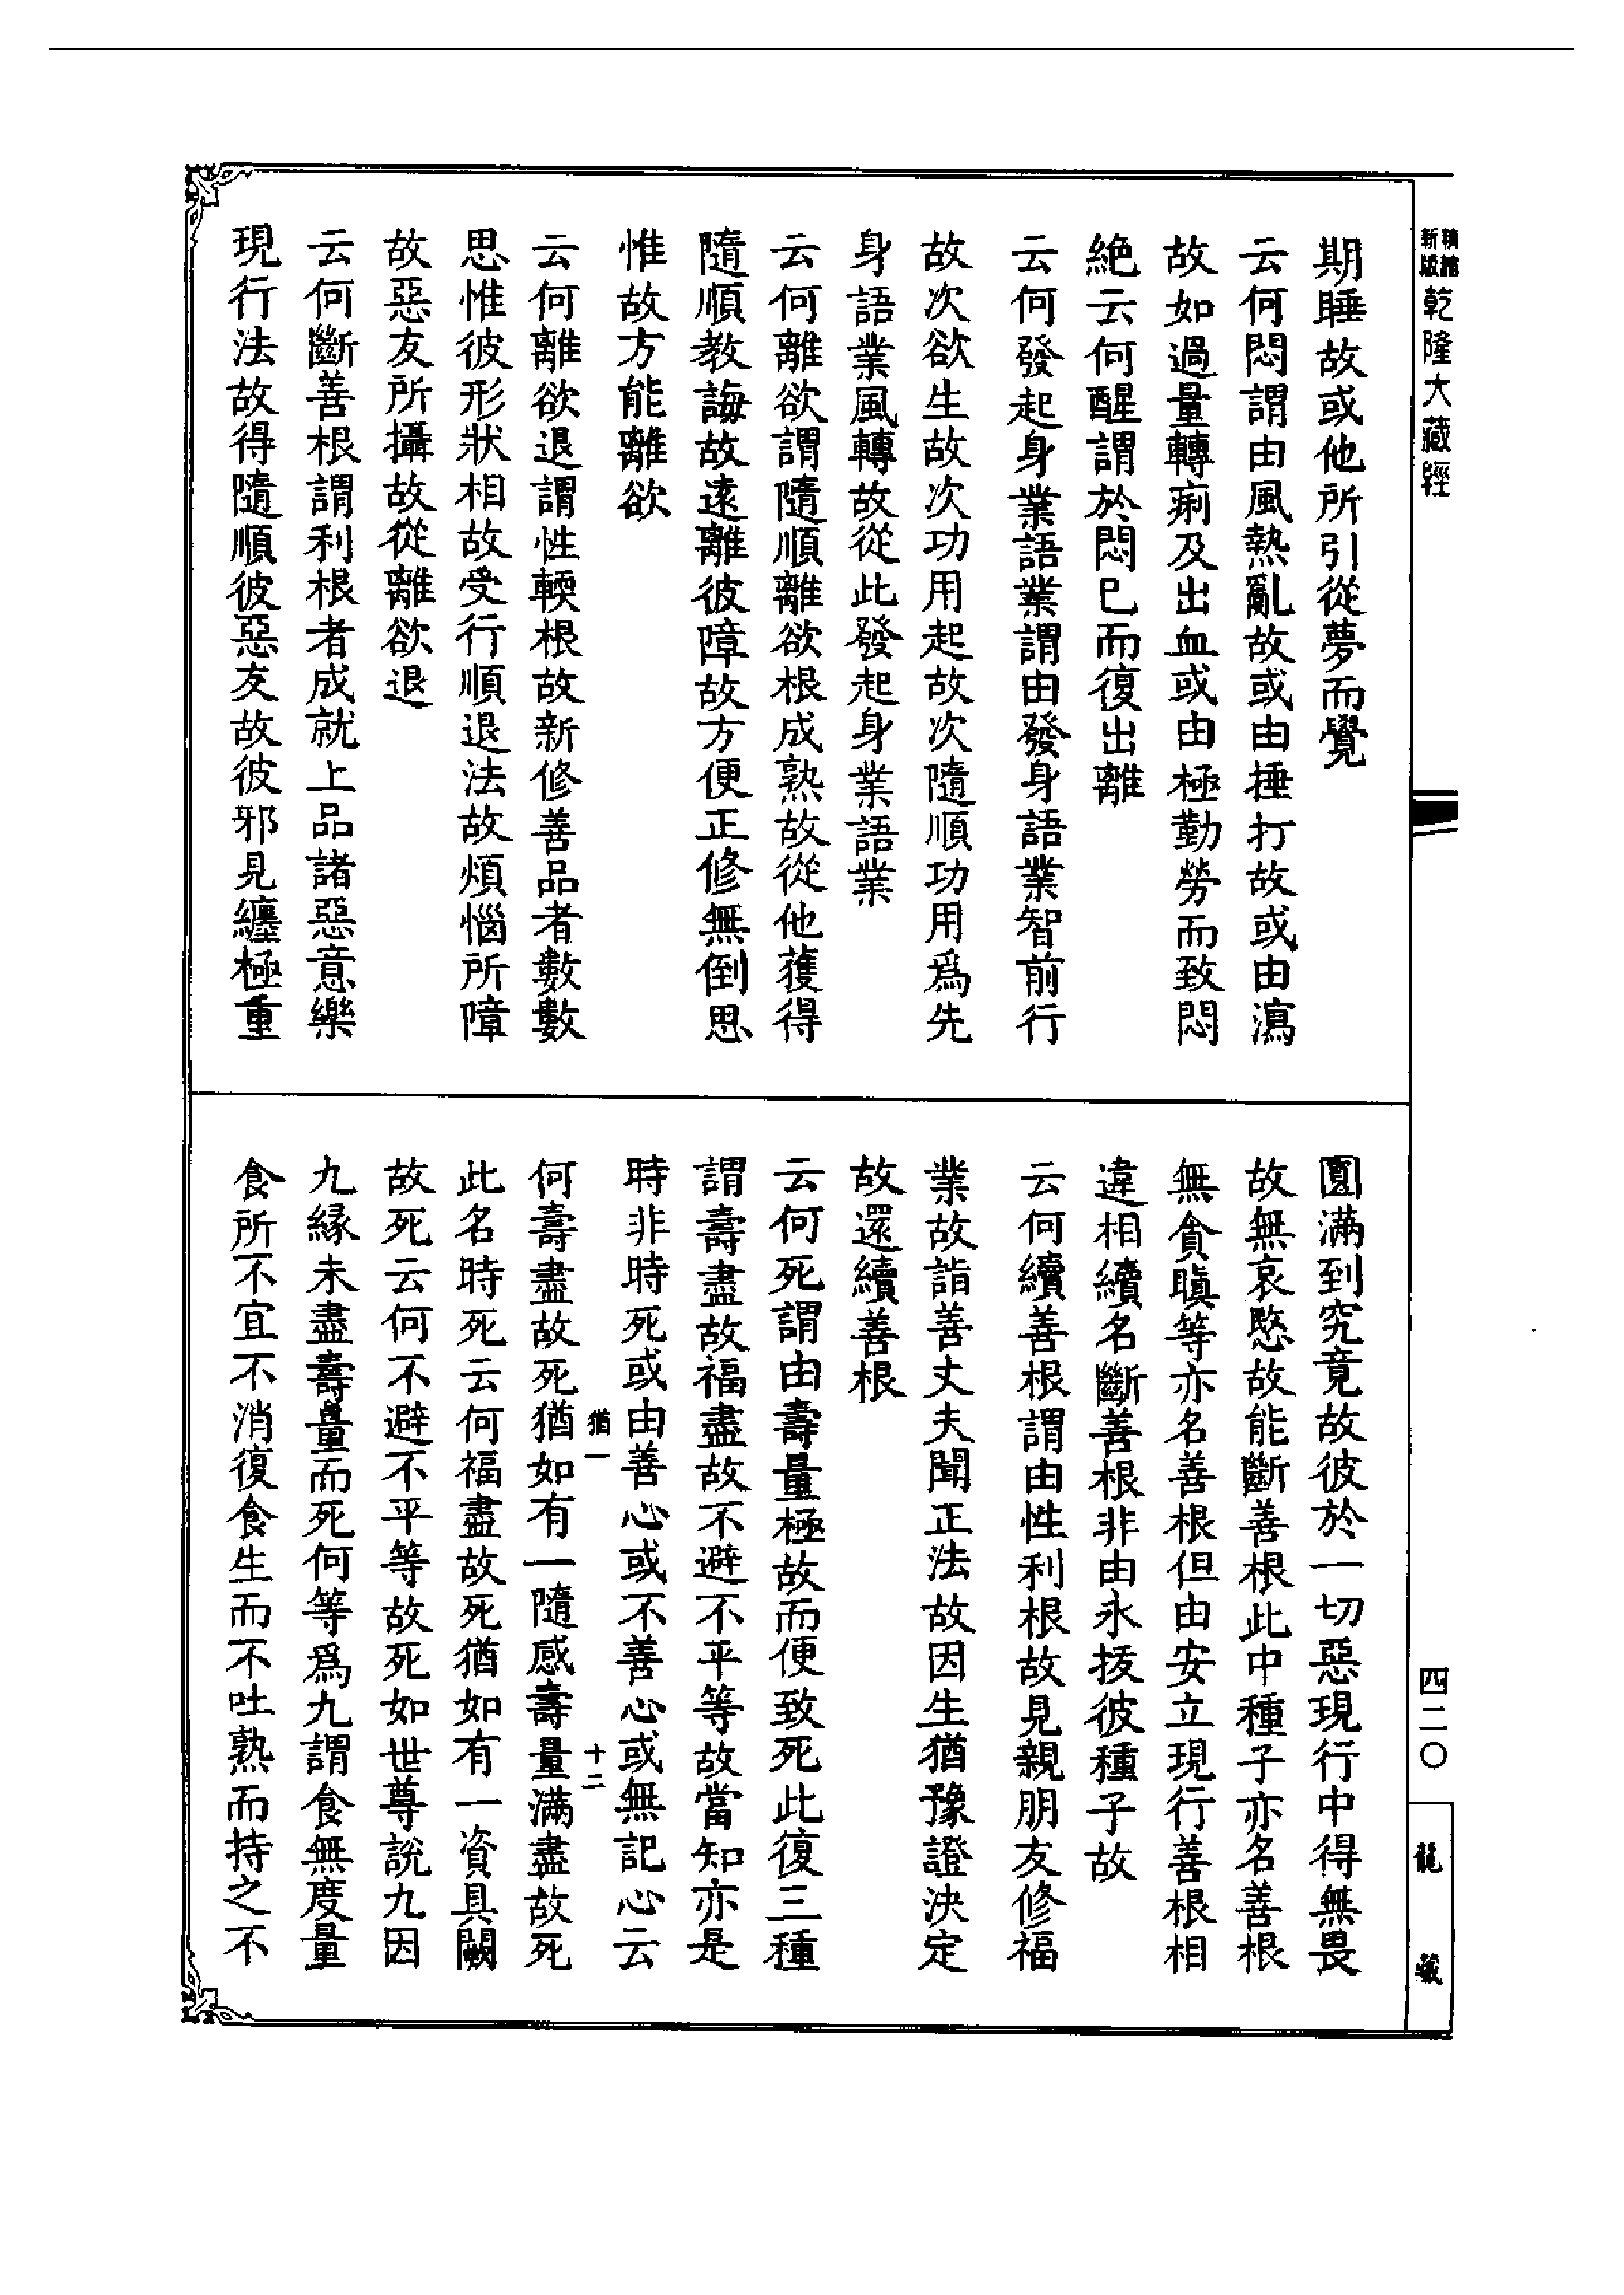 新版
乾隆大藏經
期睡故或他所引從夢而覺
云何悶謂由風熱亂故或由捶打故或由瀉
故如過量轉痢及出血或由極勤勞而致悶
絶云何醒謂於悶已而復出離
云何發起身業語業謂由發身語業智前行
故次欲生故次功用起故次隨順功用爲先
身語業風轉故從此發起身業語業
云何離欲謂隨順離欲根成熟故從他獲得
隨順教誨故遠離彼障故方便正修無倒思
惟故方能離欲
云何離欲退謂性輭根故新修善品者數數
思惟彼形狀相故受行順退法故煩惱所障
故惡友所攝故從離欲退
云何斷善根謂利根者成就上品諸惡意樂
現行法故得隨順彼惡友故彼邪見纏極重
圓滿到究竟故彼於一切惡現行中得無畏
故無哀愍故能斷善根此中種子亦名善根
無貪瞋等亦名善根但由安立現行善根相
違相續名斷善根非由永拔彼種子故
云何續善根謂由性利根故見親朋友修福
業故詣善丈夫聞正法故因生猶豫證決定
故還續善根
云何死謂由壽量極故而便致死此復三種
謂壽盡故福盡故不避不平等故當知亦是
時非時死或由善心或不善心或無記心云
猶一
十二
何壽盡故死猶如有一隨感壽量滿盡故死
此名時死云何福盡故死猶如有一資具闕
故死云何不避不平等故死如世尊說九因
九緣未盡壽量而死何等爲九謂食無度量
食所不宜不消復食生而不吐熟而持之不
四二〇
龍藏